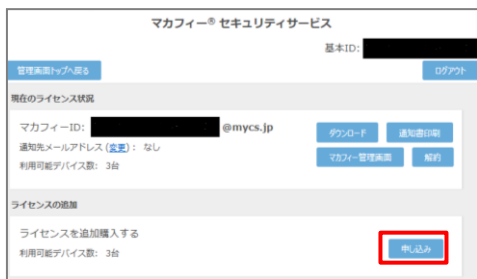 マカフィー® セキュリティサービス
基本ID:
管理画面トップへ戻る ログアウト
現在のライセンス状況
マカフィーID: @mycs.jp
通知先メールアドレス (変更) : なし
利用可能デバイス数: 3台
ダウンロード 通知書印刷
マカフィー管理画面 解約
ライセンスの追加
ライセンスを追加購入する
利用可能デバイス数: 3台
申し込み